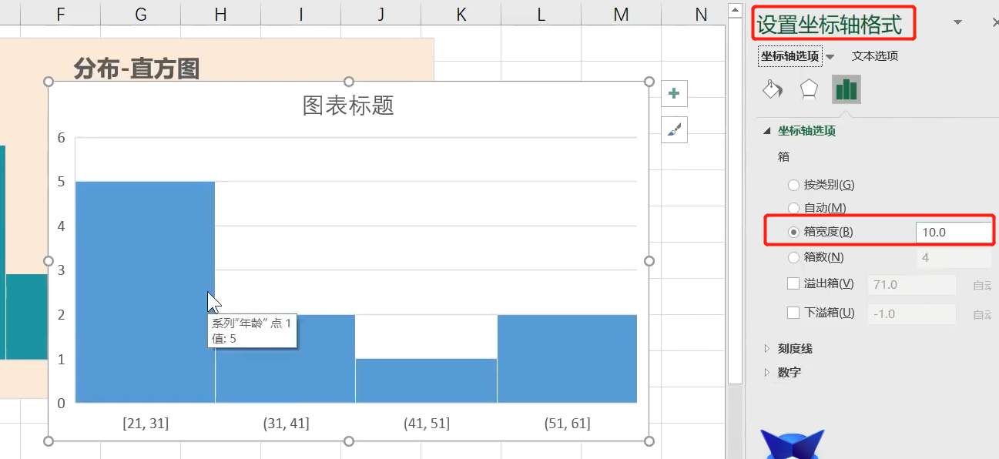 F G H I J K L M N
分布-直方图
图表标题
6
5
4
3
2
1
0
[21, 31] (31, 41] (41, 51] (51, 61]
系列"年龄" 点 1
值: 5
设置坐标轴格式
坐标轴选项 文本选项
坐标轴选项
箱
按类别(G)
自动(M)
箱宽度(B) 10.0
箱数(N) 4
溢出箱(V) 71.0 自动
下溢箱(U) -1.0 自动
刻度线
数字